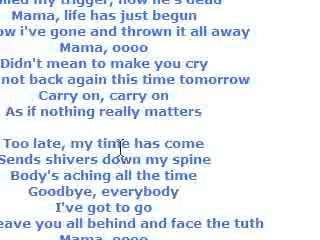 my trigger, now he's dead
Mama, life has just begun
i've gone and thrown it all away
Mama, oooo
Didn't mean to make you cry
not back again this time tomorrow
Carry on, carry on
As if nothing really matters
Too late, my time has come
Sends shivers down my spine
Body's aching all the time
Goodbye, everybody
I've got to go
you all behind and face the truth
Mama, oooo